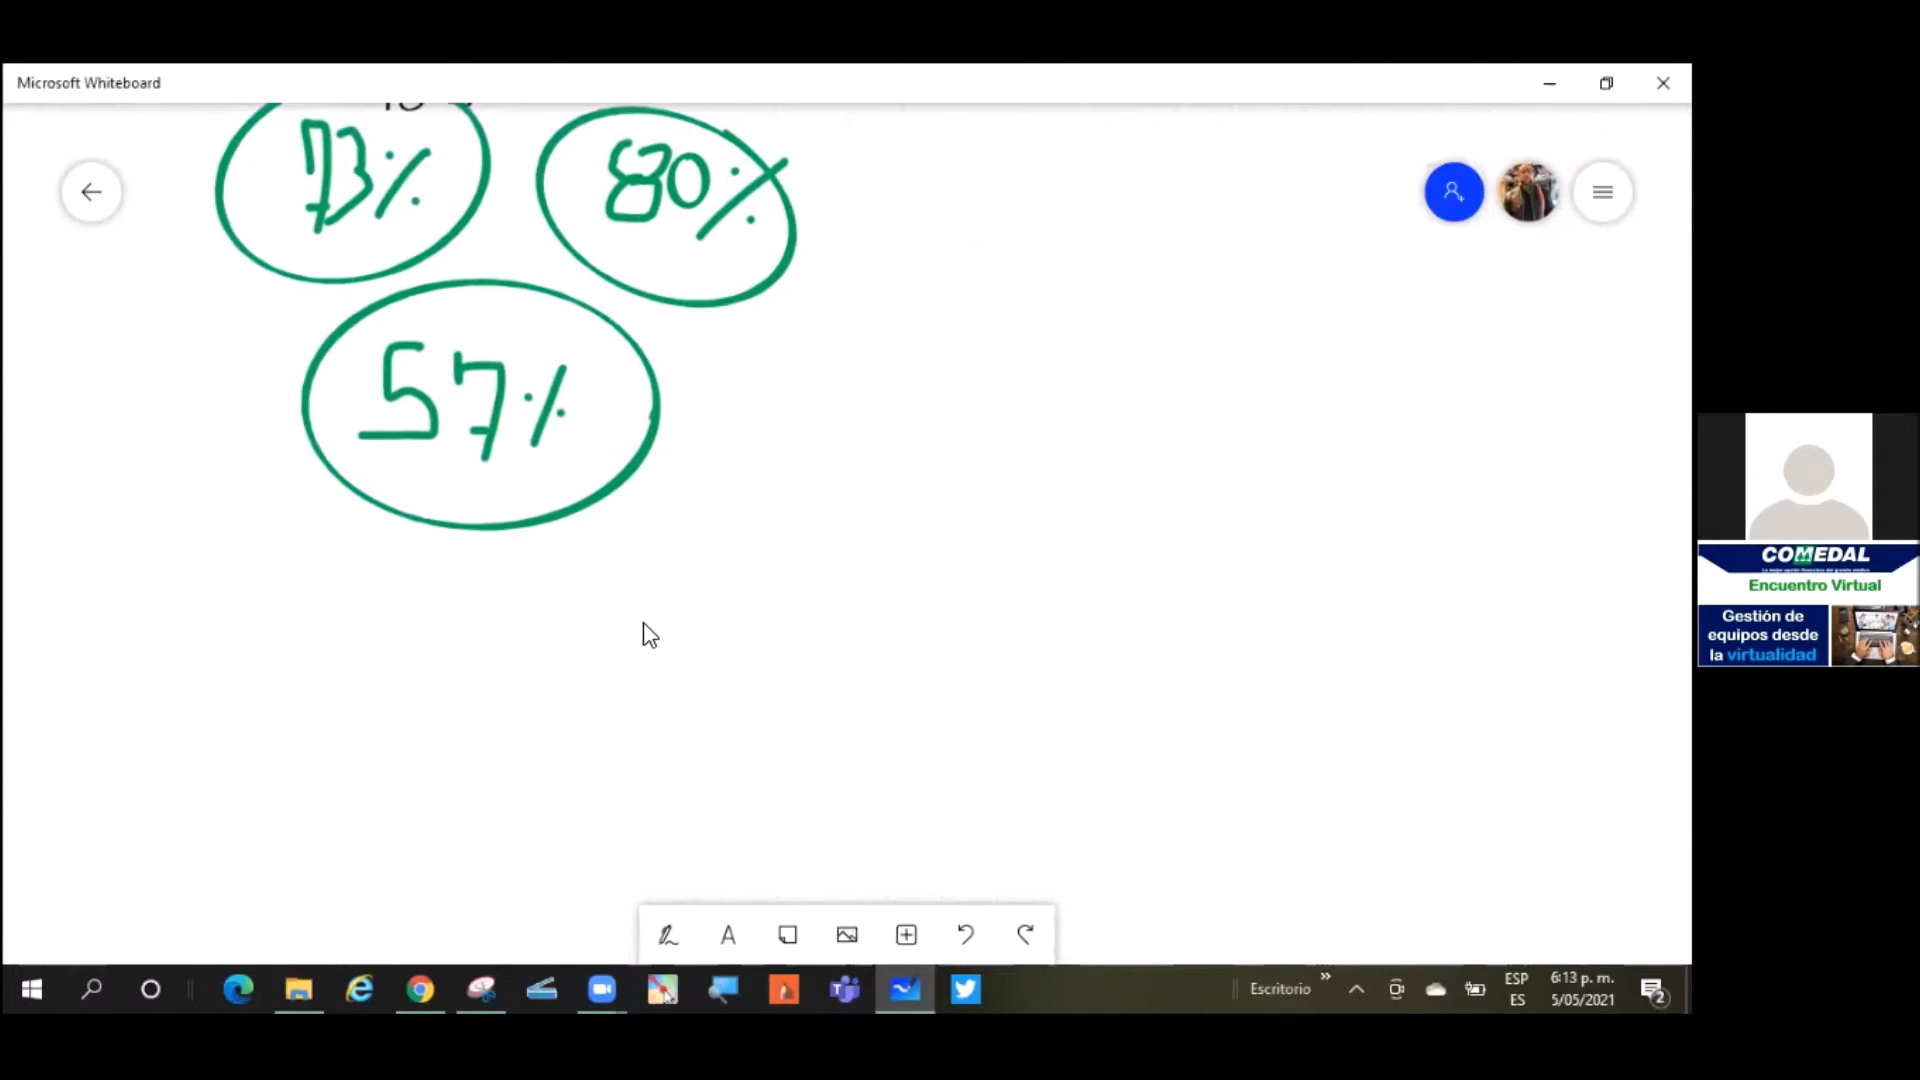 Microsoft Whiteboard
73%
80%
57%
COMEDAL
Encuentro Virtual
Gestión de
equipos desde
la virtualidad
Escritorio
ESP
ES
6:13 p. m.
5/05/2021
2